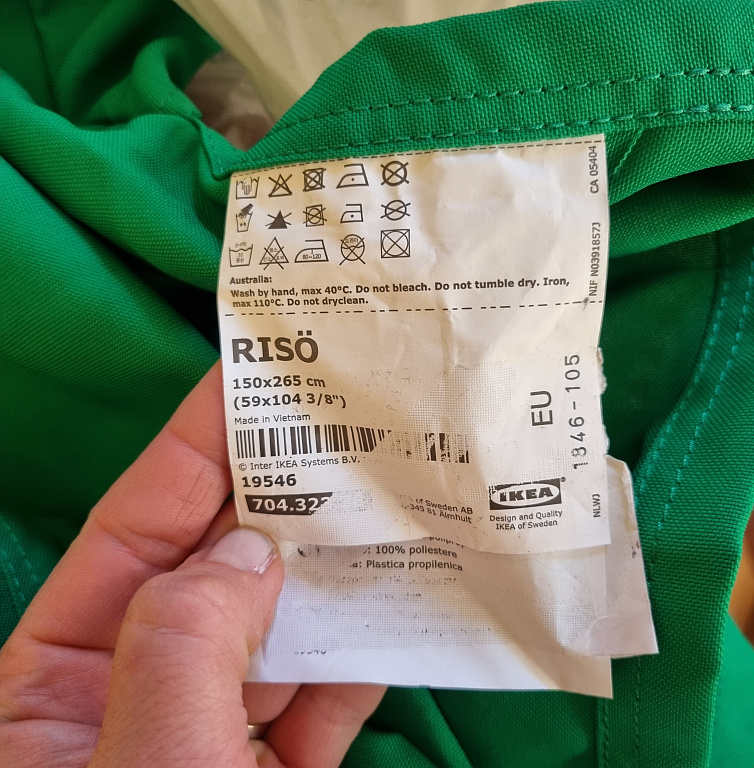 CA 05404
NIF N0391857J
Australia:
Wash by hand, max 40°C. Do not bleach. Do not tumble dry. Iron,
max 110°C. Do not dryclean.
RISÖ
150x265 cm
(59x104 3/8")
Made in Vietnam
© Inter IKEA Systems B.V.
19546
704.32
of Sweden AB
343 81 Älmhult
EU
1846-105
IKEA
Design and Quality
IKEA of Sweden
NLWJ
: 100% poliestere
a: Plastica propilenica